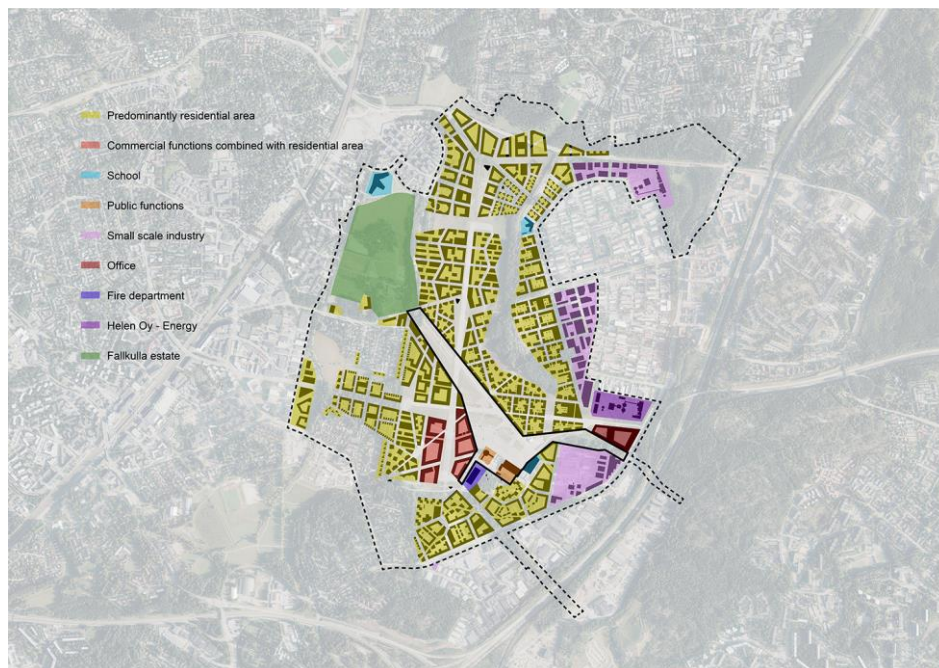 Predominantly residential area
Commercial functions combined with residential area
School
Public functions
Small scale industry
Office
Fire department
Helen Oy - Energy
Fallkulla estate